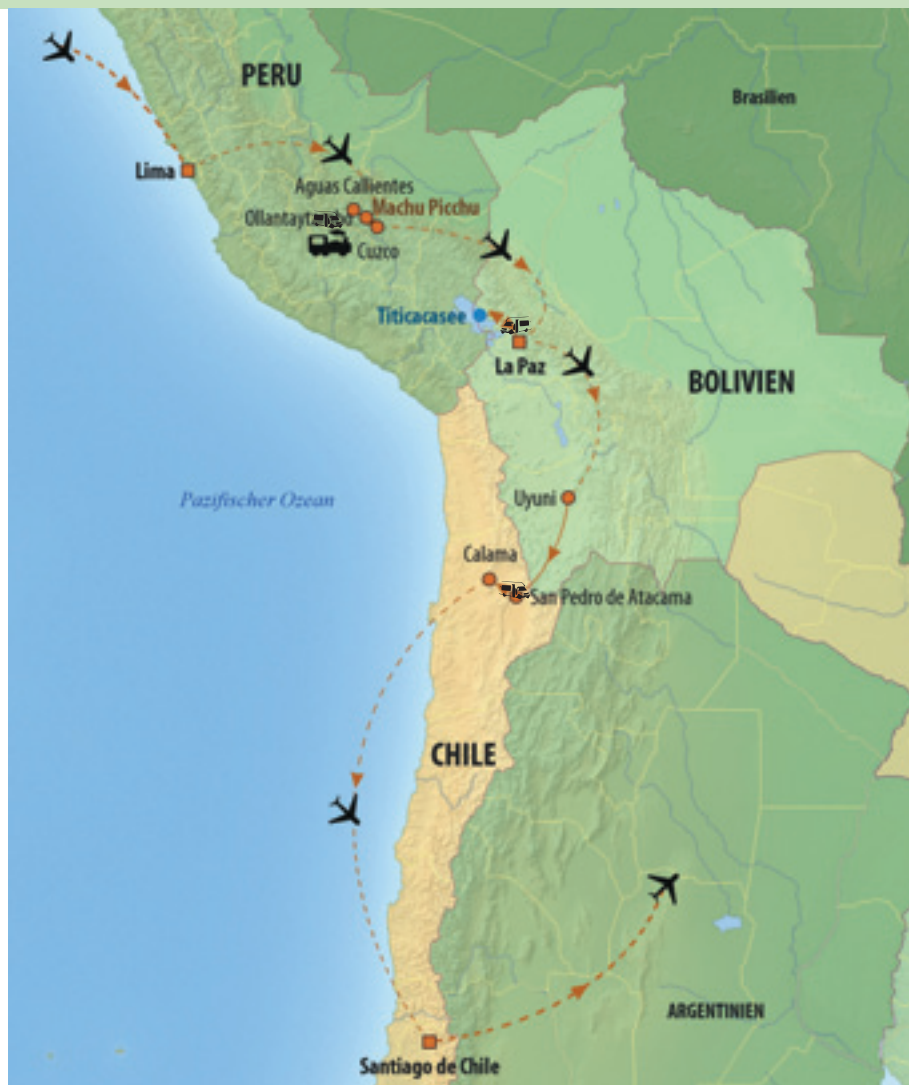 PERU
Brasilien
Lima
Aguas Callientes
Machu Picchu
Cuzco
Titicacasee
La Paz
BOLIVIEN
Pazifischer Ozean
Uyuni
Calama
San Pedro de Atacama
CHILE
ARGENTINIEN
Santiago de Chile